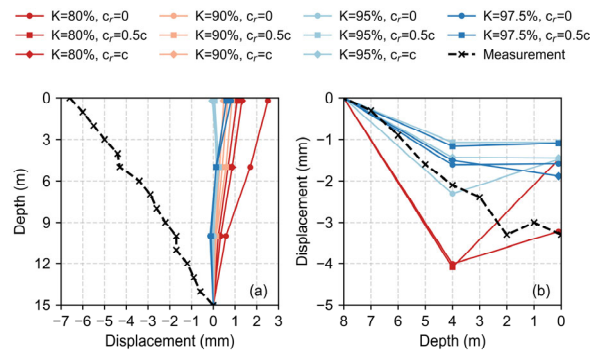 K=80%, cr=0 K=90%, cr=0 K=95%, cr=0 K=97.5%, cr=0
K=80%, cr=0.5c K=90%, cr=0.5c K=95%, cr=0.5c K=97.5%, cr=0.5c
K=80%, cr=c K=90%, cr=c K=95%, cr=c Measurement
0
3
6
9
12
15
Depth (m)
(a)
−7 −6 −5 −4 −3 −2 −1 0 1 2 3
Displacement (mm)
0
−1
−2
−3
−4
−5
Displacement (mm)
(b)
8 7 6 5 4 3 2 1 0
Depth (m)